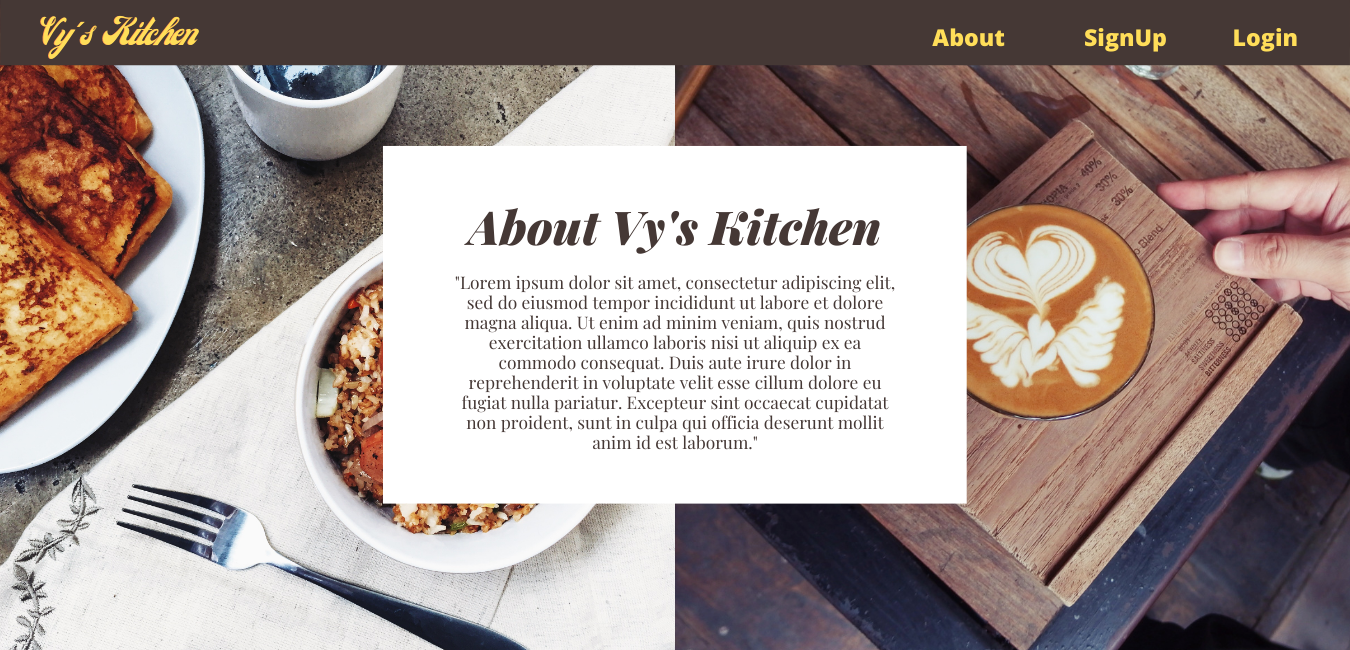 Vy's Kitchen
About
SignUp
Login
About Vy's Kitchen
"Lorem ipsum dolor sit amet, consectetur adipiscing elit,
sed do eiusmod tempor incididunt ut labore et dolore
magna aliqua. Ut enim ad minim veniam, quis nostrud
exercitation ullamco laboris nisi ut aliquip ex ea
commodo consequat. Duis aute irure dolor in
reprehenderit in voluptate velit esse cillum dolore eu
fugiat nulla pariatur. Excepteur sint occaecat cupidatat
non proident, sunt in culpa qui officia deserunt mollit
anim id est laborum."
40%
30%
30%
Blend